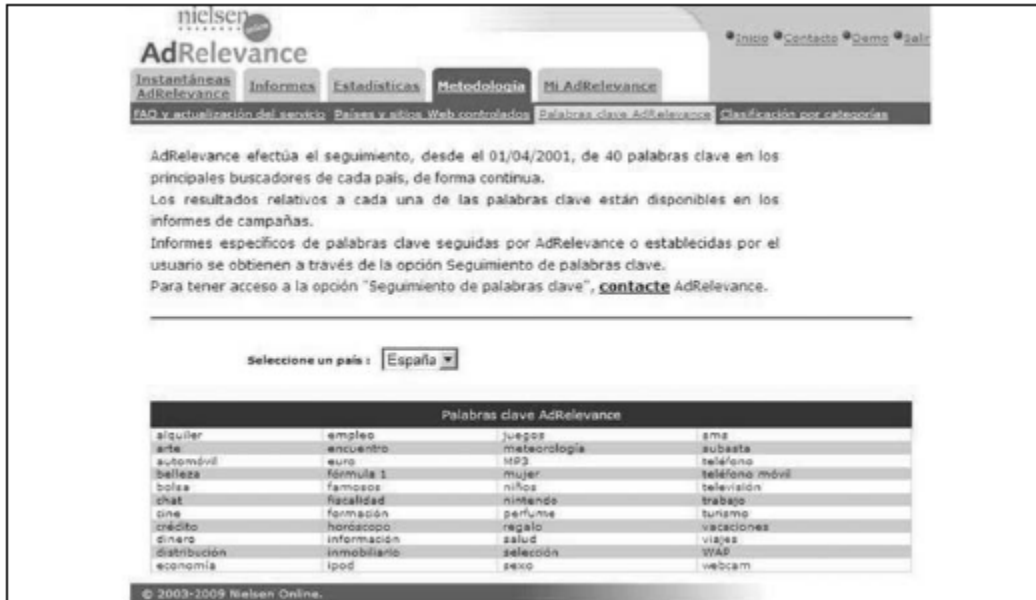 nielsen
online
AdRelevance
Inicio Contacto Demo Salir
Instantáneas AdRelevance Informes Estadísticas Metodología Mi AdRelevance
FAQ y actualización del servicio Países y sitios Web controlados Palabras clave AdRelevance Clasificación por categorías
AdRelevance efectúa el seguimiento, desde el 01/04/2001, de 40 palabras clave en los
principales buscadores de cada país, de forma continua.
Los resultados relativos a cada una de las palabras clave están disponibles en los
informes de campañas.
Informes específicos de palabras clave seguidas por AdRelevance o establecidas por el
usuario se obtienen a través de la opción Seguimiento de palabras clave.
Para tener acceso a la opción "Seguimiento de palabras clave", contacte AdRelevance.
Seleccione un país : España
Palabras clave AdRelevance
alquiler empleo juegos sms
arte encuentro meteorología subasta
automóvil euro MP3 teléfono
belleza fórmula 1 mujer teléfono móvil
bolsa famosos niños televisión
chat fiscalidad nintendo trabajo
cine formación perfume turismo
crédito horóscopo regalo vacaciones
dinero información salud viajes
distribución inmobiliario selección WAP
economía ipod sexo webcam
© 2003-2009 Nielsen Online.